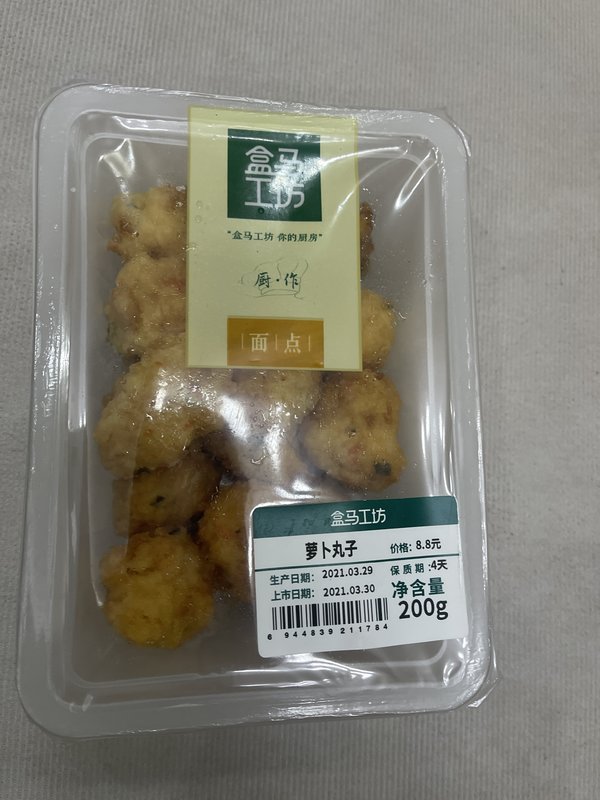 盒马
工坊
"盒马工坊 你的厨房"
厨·作
面点
盒马工坊
萝卜丸子 价格: 8.8元
生产日期: 2021.03.29 保质期:4天
上市日期: 2021.03.30 净含量
200g
6 944839 211784